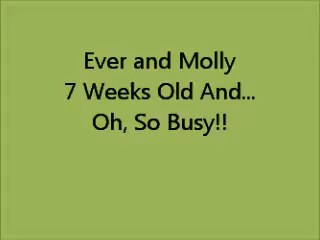 Ever and Molly
7 Weeks Old And...
Oh, So Busy!!